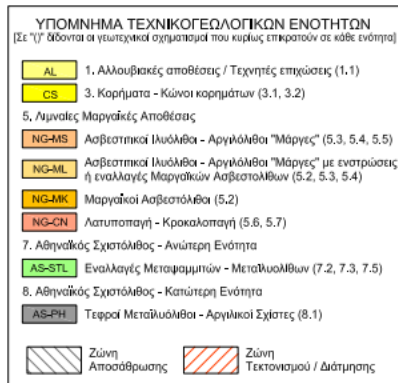 ΥΠΟΜΝΗΜΑ ΤΕΧΝΙΚΟΓΕΩΛΟΓΙΚΩΝ ΕΝΟΤΗΤΩΝ
[Σε "()" δίδονται οι γεωτεχνικοί σχηματισμοί που κυρίως επικρατούν σε κάθε ενότητα]
AL 1. Αλλουβιακές αποθέσεις / Τεχνητές επιχώσεις (1.1)
CS 3. Κορήματα - Κώνοι κορημάτων (3.1, 3.2)
5. Λιμναίες Μαργαϊκές Αποθέσεις
NG-MS Ασβεστιτικοί Ιλυόλιθοι - Αργιλόλιθοι "Μάργες" (5.3, 5.4, 5.5)
NG-ML Ασβεστιτικοί Ιλυόλιθοι - Αργιλόλιθοι "Μάργες" με ενστρώσεις
ή εναλλαγές Μαργαϊκών Ασβεστολίθων (5.2, 5.3, 5.4)
NG-MK Μαργαϊκοί Ασβεστόλιθοι (5.2)
NG-CN Λατυποπαγή - Κροκαλοπαγή (5.6, 5.7)
7. Αθηναϊκός Σχιστόλιθος - Ανώτερη Ενότητα
AS-STL Εναλλαγές Μεταψαμμιτών - Μεταϊλυολίθων (7.2, 7.3, 7.5)
8. Αθηναϊκός Σχιστόλιθος - Κατώτερη Ενότητα
AS-PH Τεφροί Μεταϊλυόλιθοι - Αργιλικοί Σχίστες (8.1)
Ζώνη
Αποσάθρωσης
Ζώνη
Τεκτονισμού / Διάτμησης